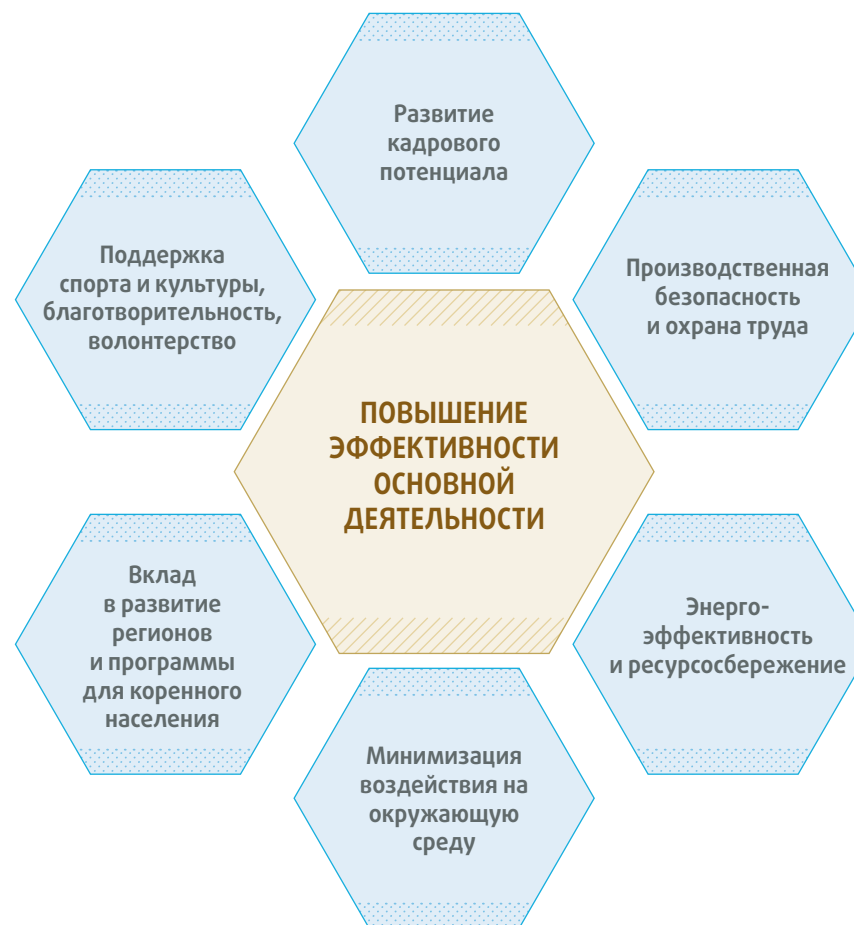 Развитие
кадрового
потенциала
Поддержка
спорта и культуры,
благотворительность,
волонтерство
Производственная
безопасность
и охрана труда
ПОВЫШЕНИЕ
ЭФФЕКТИВНОСТИ
ОСНОВНОЙ
ДЕЯТЕЛЬНОСТИ
Вклад
в развитие
регионов
и программы
для коренного
населения
Энерго-
эффективность
и ресурсосбережение
Минимизация
воздействия на
окружающую
среду